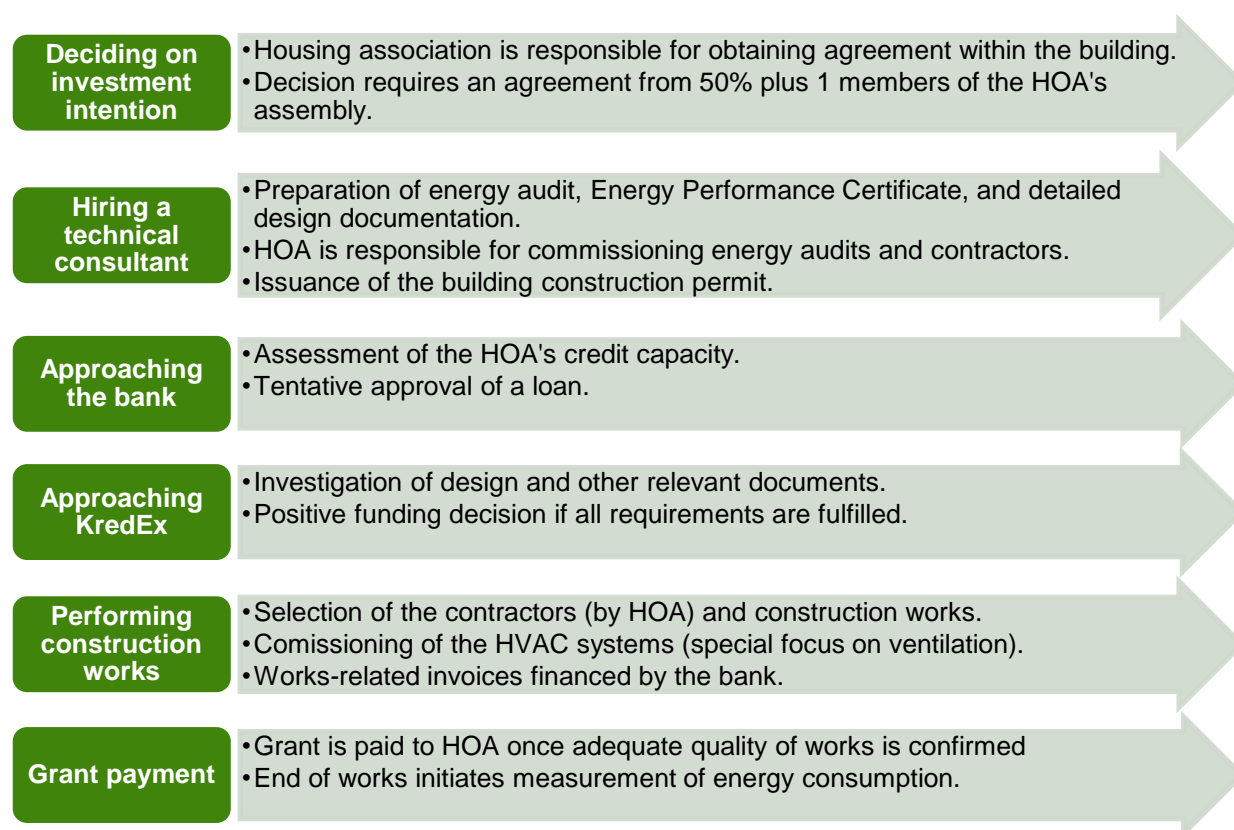 Deciding on
investment
intention
•Housing association is responsible for obtaining agreement within the building.
•Decision requires an agreement from 50% plus 1 members of the HOA's
assembly.
Hiring a
technical
consultant
•Preparation of energy audit, Energy Performance Certificate, and detailed
design documentation.
•HOA is responsible for commissioning energy audits and contractors.
•Issuance of the building construction permit.
Approaching
the bank
•Assessment of the HOA's credit capacity.
•Tentative approval of a loan.
Approaching
KredEx
•Investigation of design and other relevant documents.
•Positive funding decision if all requirements are fulfilled.
Performing
construction
works
•Selection of the contractors (by HOA) and construction works.
•Comissioning of the HVAC systems (special focus on ventilation).
•Works-related invoices financed by the bank.
Grant payment
•Grant is paid to HOA once adequate quality of works is confirmed
•End of works initiates measurement of energy consumption.